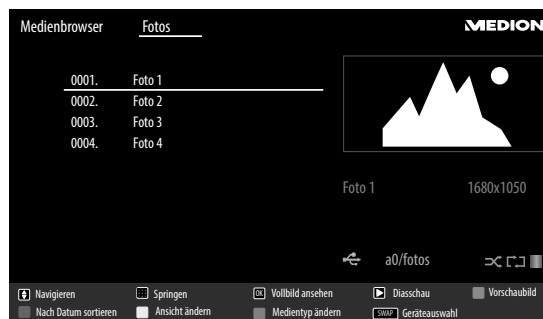 Medienbrowser Fotos MEDION
0001. Foto 1
0002. Foto 2
0003. Foto 3
0004. Foto 4
Foto 1 1680x1050
a0/fotos
Navigieren Springen OK Vollbild ansehen Diasschau Vorschaubild
Nach Datum sortieren Ansicht ändern Medientyp ändern SWAP Geräteauswahl